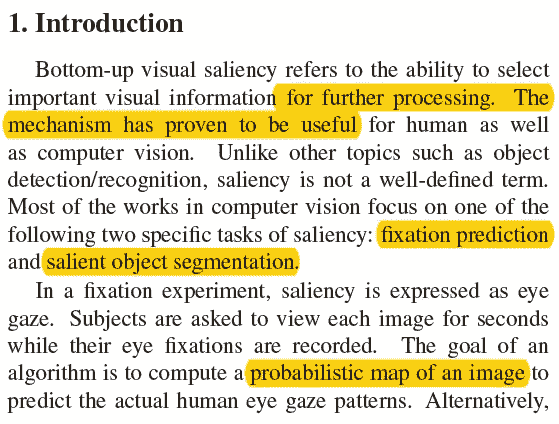 1. Introduction
Bottom-up visual saliency refers to the ability to select
important visual information for further processing. The
mechanism has proven to be useful for human as well
as computer vision. Unlike other topics such as object
detection/recognition, saliency is not a well-defined term.
Most of the works in computer vision focus on one of the
following two specific tasks of saliency: fixation prediction
and salient object segmentation.
In a fixation experiment, saliency is expressed as eye
gaze. Subjects are asked to view each image for seconds
while their eye fixations are recorded. The goal of an
algorithm is to compute a probabilistic map of an image to
predict the actual human eye gaze patterns. Alternatively,